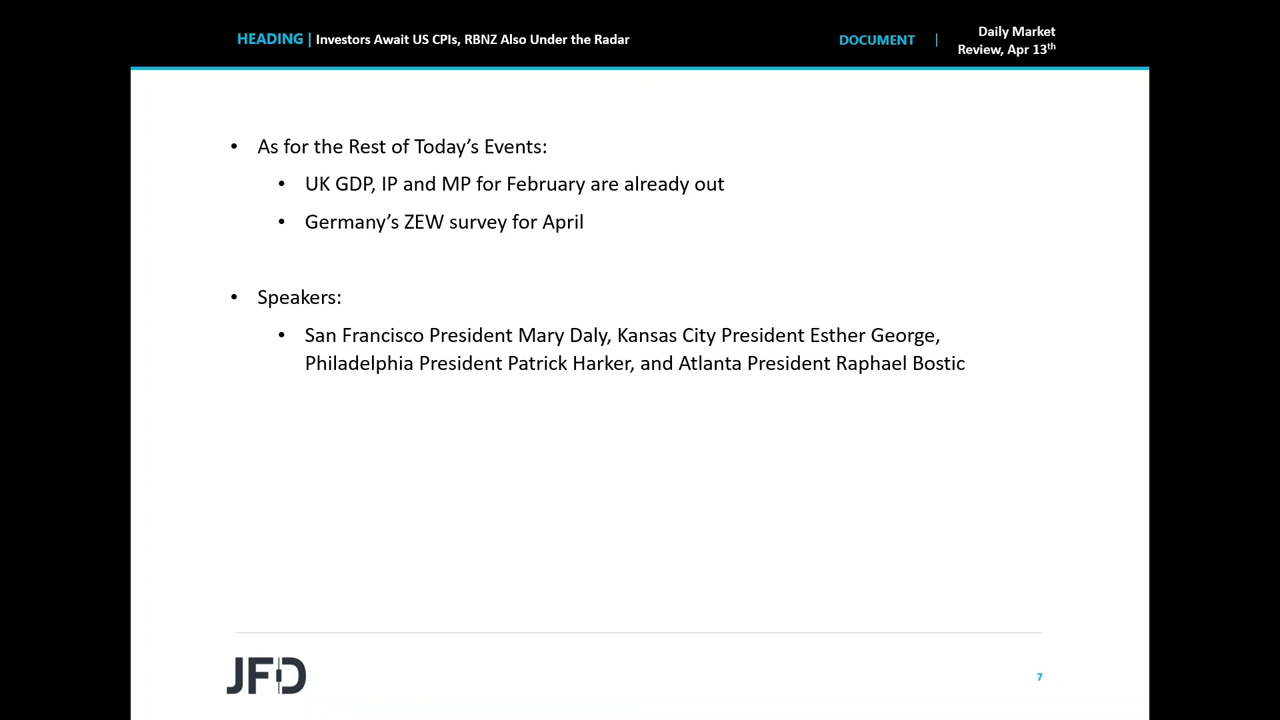 HEADING | Investors Await US CPIs, RBNZ Also Under the Radar
DOCUMENT |
Daily Market
Review, Apr 13th
• As for the Rest of Today's Events:
• UK GDP, IP and MP for February are already out
• Germany's ZEW survey for April
• Speakers:
• San Francisco President Mary Daly, Kansas City President Esther George,
Philadelphia President Patrick Harker, and Atlanta President Raphael Bostic
JFD
7